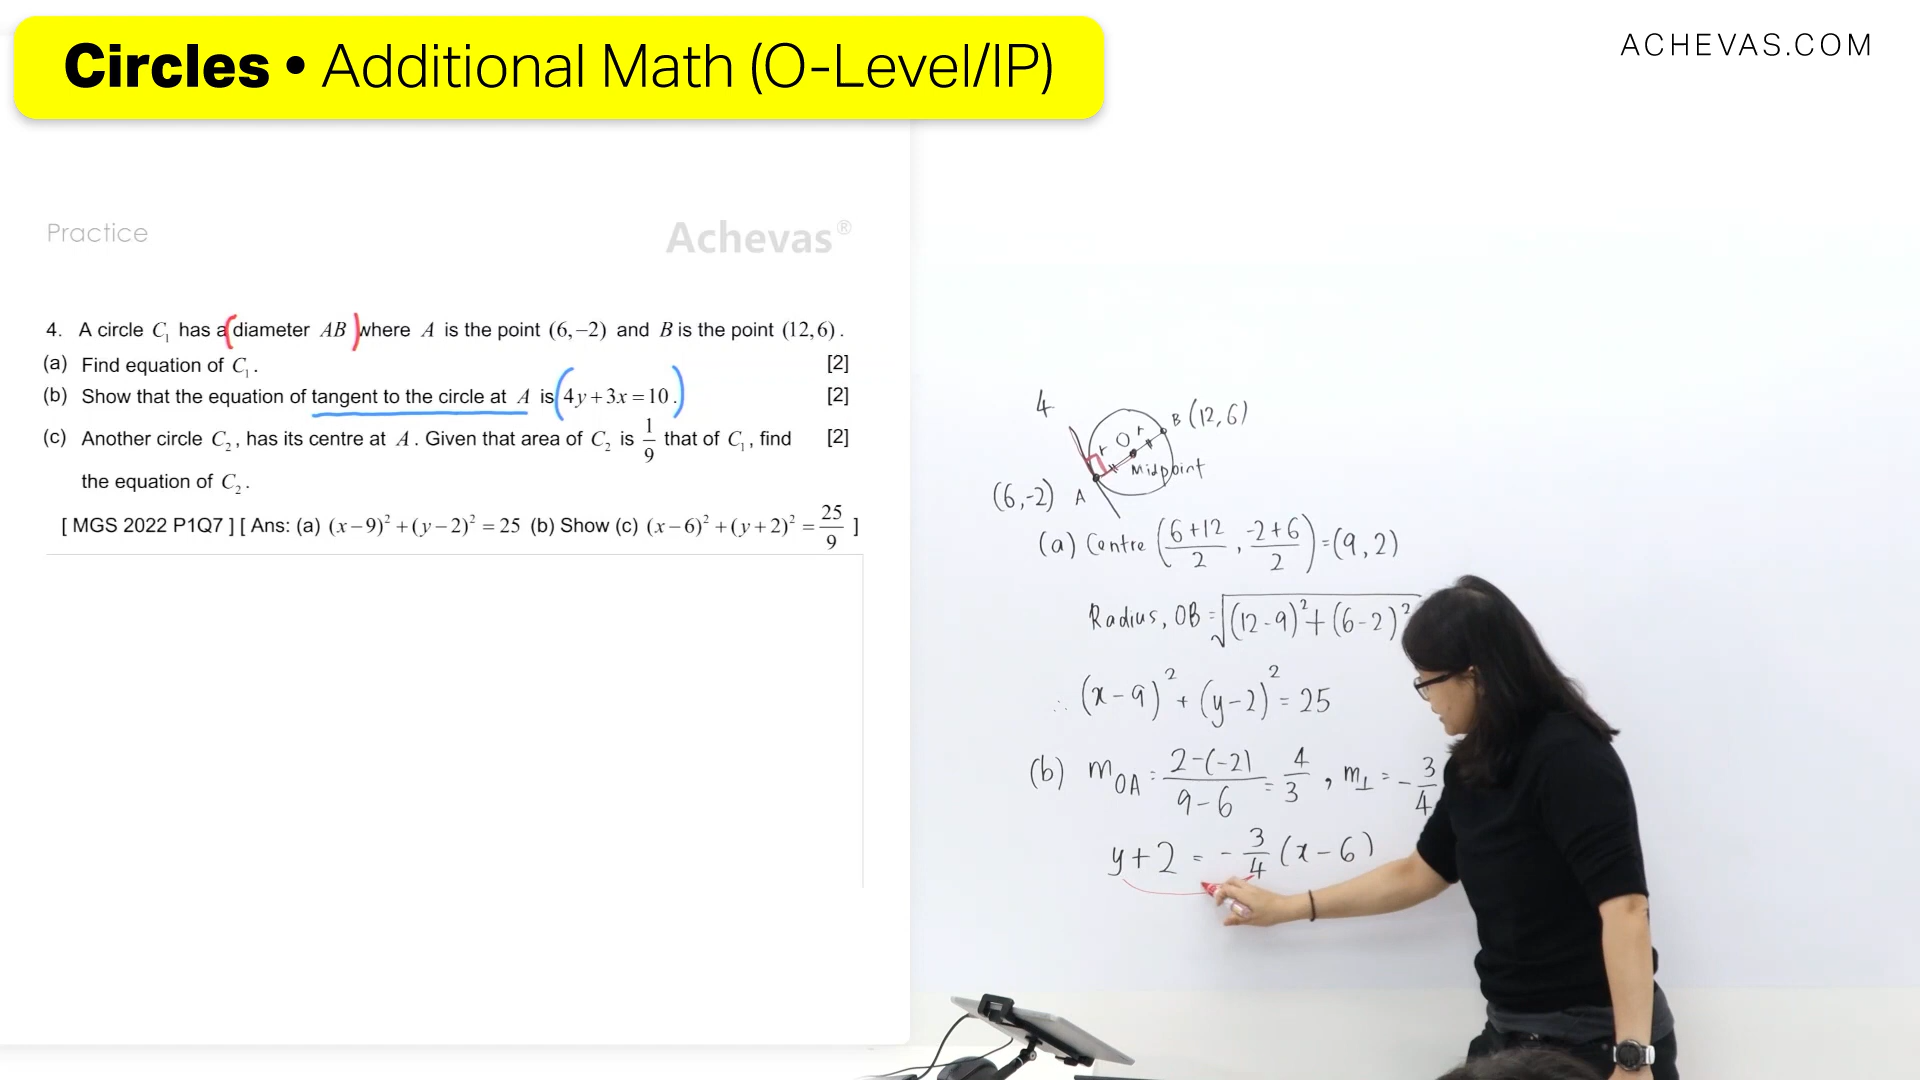 Circles • Additional Math (O-Level/IP)
ACHEVAS.COM
Practice
Achevas®
4. A circle C₁ has a diameter AB where A is the point (6,−2) and B is the point (12,6).
(a) Find equation of C₁. [2]
(b) Show that the equation of tangent to the circle at A is 4y+3x=10. [2]
(c) Another circle C₂, has its centre at A. Given that area of C₂ is 1/9 that of C₁, find [2]
the equation of C₂.
[ MGS 2022 P1Q7 ] [ Ans: (a) (x−9)²+(y−2)²=25 (b) Show (c) (x−6)²+(y+2)²=25/9 ]
4
B (12,6)
r O r
Midpoint
(6,-2) A
(a) Centre (6+12/2, -2+6/2) = (9,2)
Radius, OB = √(12-9)²+(6-2)²
∴ (x-9)²+(y-2)²=25
(b) m OA = 2-(-2)/9-6 = 4/3, m⊥ = -3/4
y+2 = -3/4(x-6)